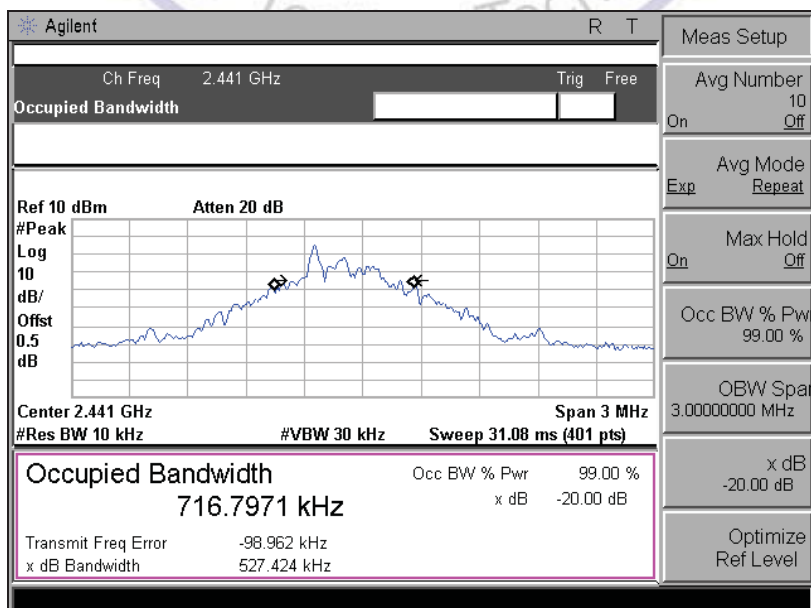 Agilent R T
Ch Freq 2.441 GHz Trig Free
Occupied Bandwidth
Ref 10 dBm Atten 20 dB
#Peak
Log
10
dB/
Offst
0.5
dB
Center 2.441 GHz Span 3 MHz
#Res BW 10 kHz #VBW 30 kHz Sweep 31.08 ms (401 pts)
Occupied Bandwidth Occ BW % Pwr 99.00 %
716.7971 kHz x dB -20.00 dB
Transmit Freq Error -98.962 kHz
x dB Bandwidth 527.424 kHz
Meas Setup
Avg Number
10
On Off
Avg Mode
Exp Repeat
Max Hold
On Off
Occ BW % Pw
99.00 %
OBW Spa
3.00000000 MHz
x dB
-20.00 dB
Optimize
Ref Level